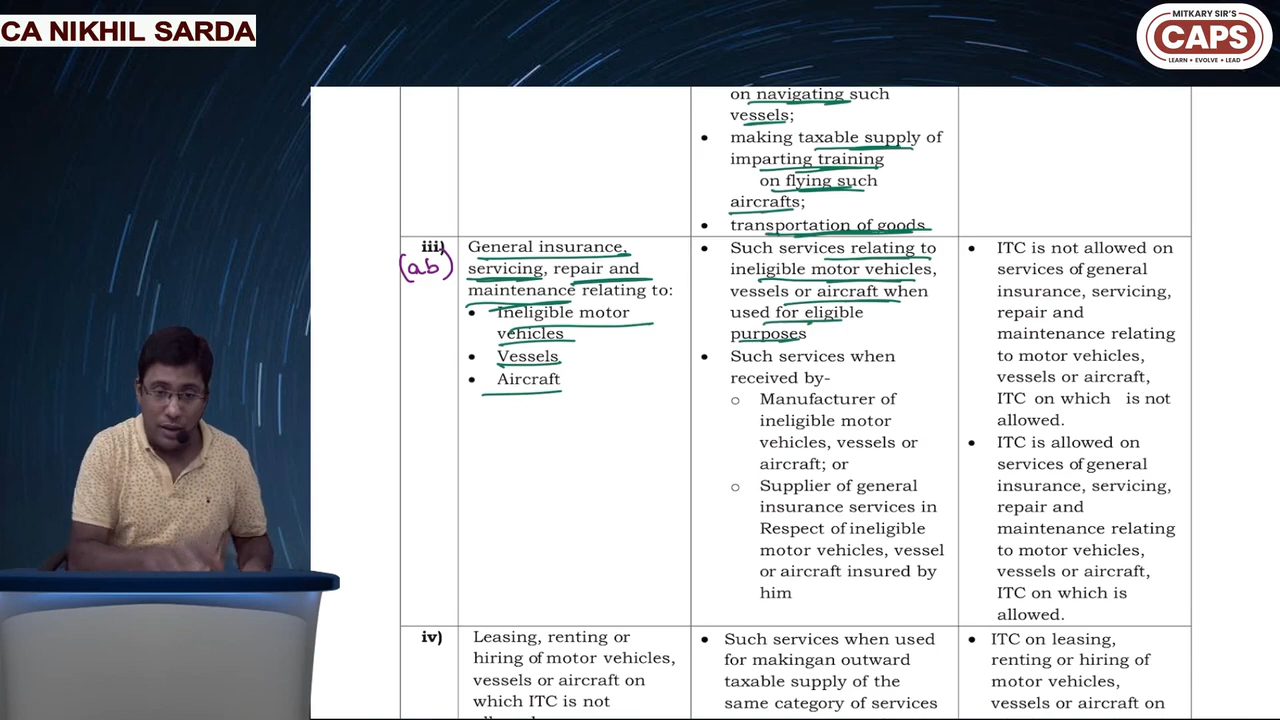 CA NIKHIL SARDA
MITKARY SIR'S
CAPS
LEARN • EVOLVE • LEAD
on navigating such
vessels;
• making taxable supply of
imparting training
on flying such
aircrafts;
• transportation of goods
iii)
(ab)
General insurance,
servicing, repair and
maintenance relating to:
• Ineligible motor
vehicles
• Vessels
• Aircraft
• Such services relating to
ineligible motor vehicles,
vessels or aircraft when
used for eligible
purposes
• Such services when
received by-
o Manufacturer of
ineligible motor
vehicles, vessels or
aircraft; or
o Supplier of general
insurance services in
Respect of ineligible
motor vehicles, vessel
or aircraft insured by
him
• ITC is not allowed on
services of general
insurance, servicing,
repair and
maintenance relating
to motor vehicles,
vessels or aircraft,
ITC on which is not
allowed.
• ITC is allowed on
services of general
insurance, servicing,
repair and
maintenance relating
to motor vehicles,
vessels or aircraft,
ITC on which is
allowed.
iv)
Leasing, renting or
hiring of motor vehicles,
vessels or aircraft on
which ITC is not
• Such services when used
for makingan outward
taxable supply of the
same category of services
• ITC on leasing,
renting or hiring of
motor vehicles,
vessels or aircraft on